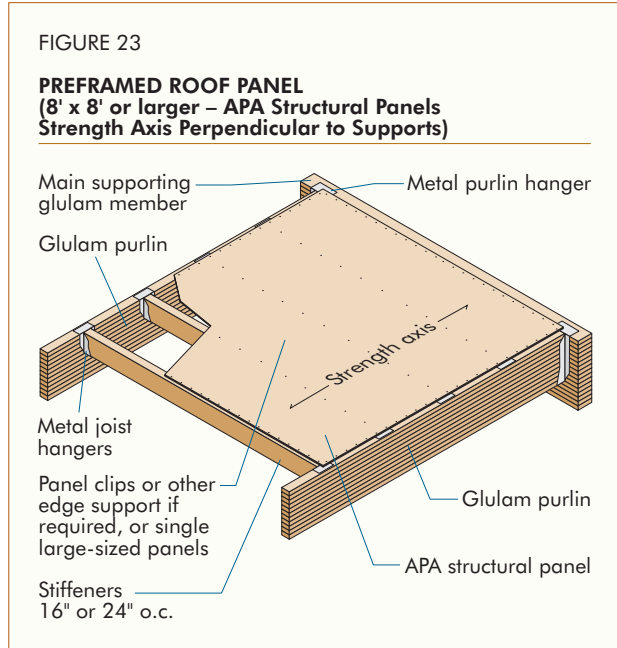 FIGURE 23
PREFRAMED ROOF PANEL
(8' x 8' or larger – APA Structural Panels
Strength Axis Perpendicular to Supports)
Main supporting
glulam member
Metal purlin hanger
Glulam purlin
Strength axis
Metal joist
hangers
Panel clips or other
edge support if
required, or single
large-sized panels
Glulam purlin
APA structural panel
Stiffeners
16" or 24" o.c.